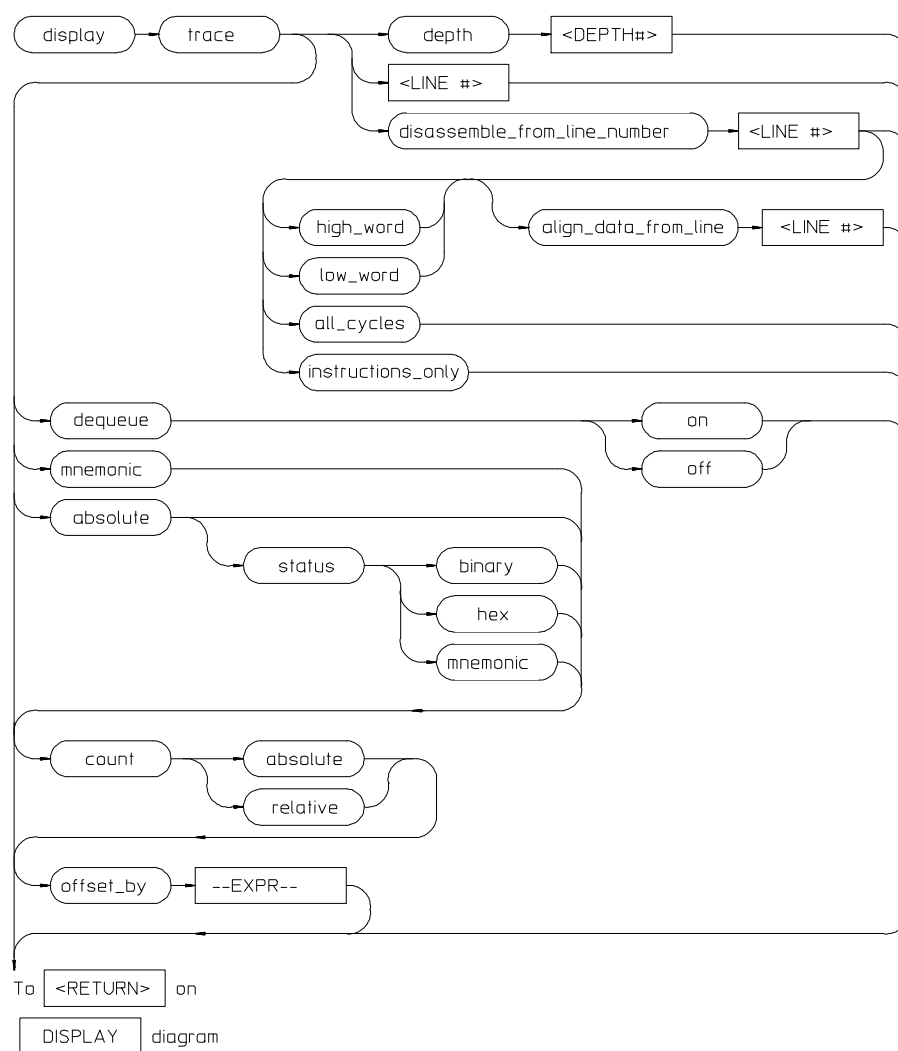 display trace depth <DEPTH#>
<LINE #>
disassemble_from_line_number <LINE #>
high_word align_data_from_line <LINE #>
low_word
all_cycles
instructions_only
dequeue on
off
mnemonic
absolute
status binary
hex
mnemonic
count absolute
relative
offset_by --EXPR--
To <RETURN> on
DISPLAY diagram